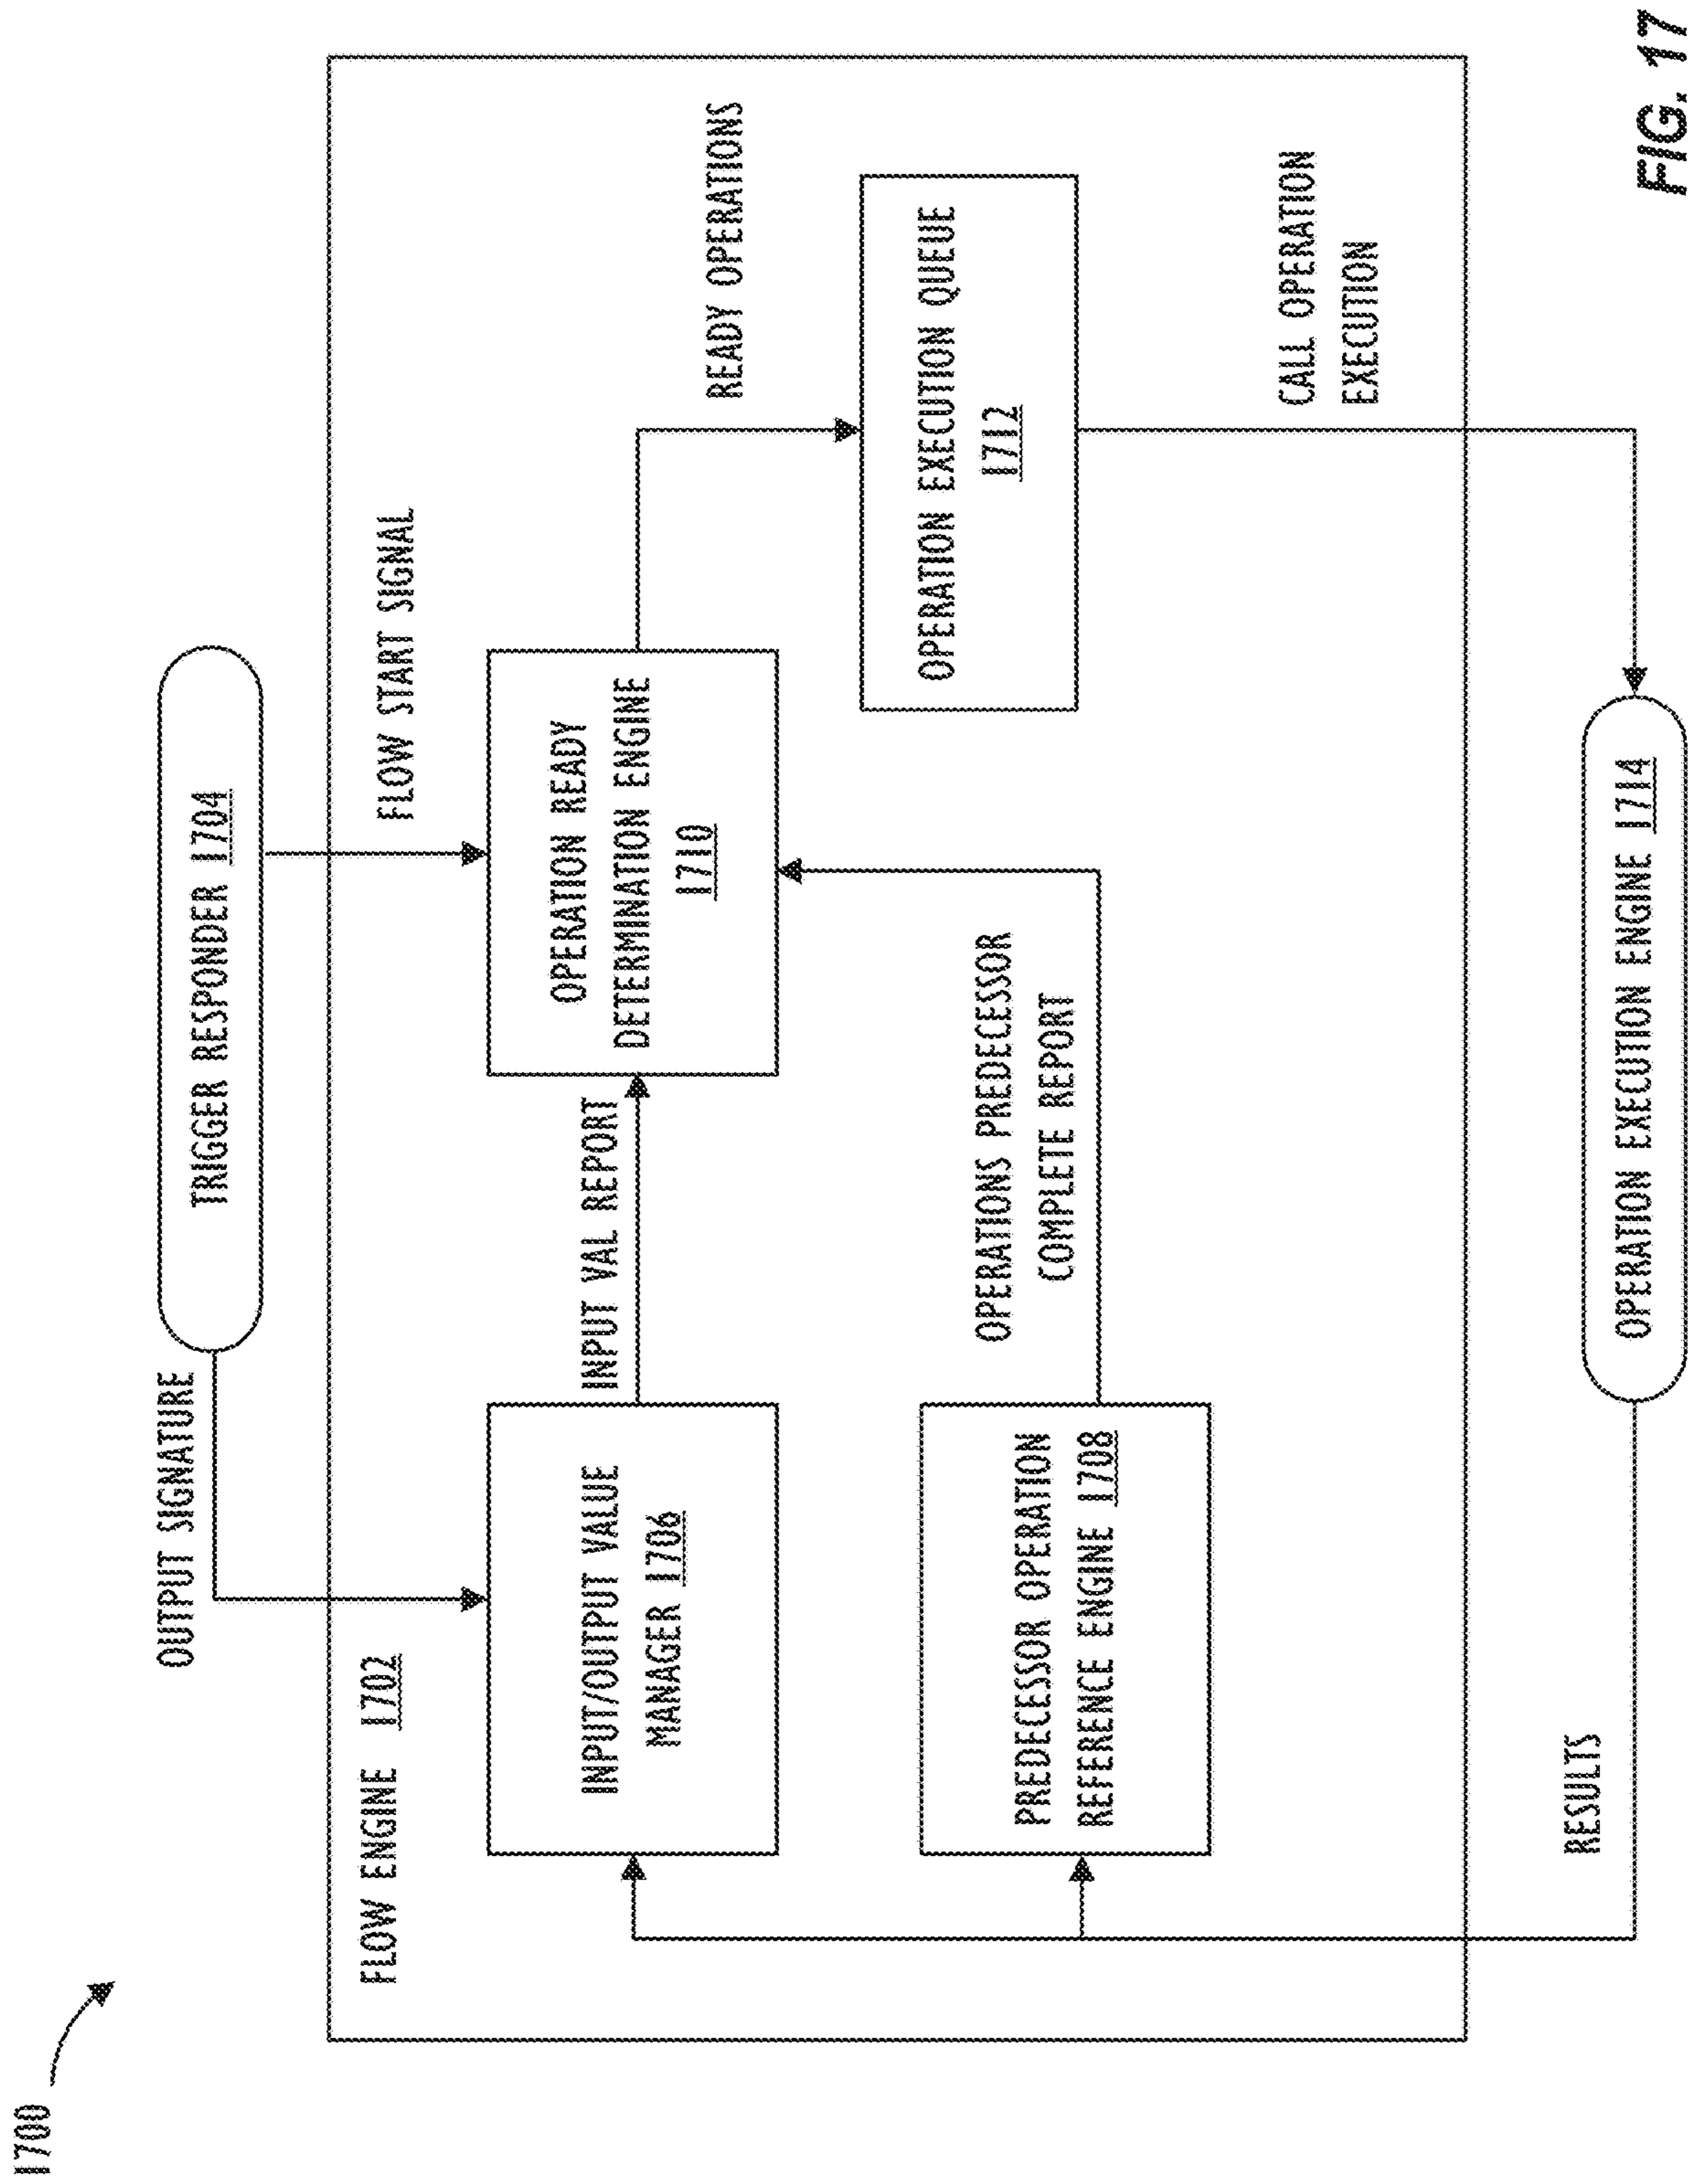 1700
OUTPUT SIGNATURE
TRIGGER RESPONDER 1704
FLOW ENGINE 1702
FLOW START SIGNAL
INPUT/OUTPUT VALUE
MANAGER 1706
INPUT VAL REPORT
OPERATION READY
DETERMINATION ENGINE
1710
READY OPERATIONS
PREDECESSOR OPERATION
REFERENCE ENGINE 1708
OPERATIONS PREDECESSOR
COMPLETE REPORT
OPERATION EXECUTION QUEUE
1712
CALL OPERATION
EXECUTION
RESULTS
OPERATION EXECUTION ENGINE 1714
FIG. 17